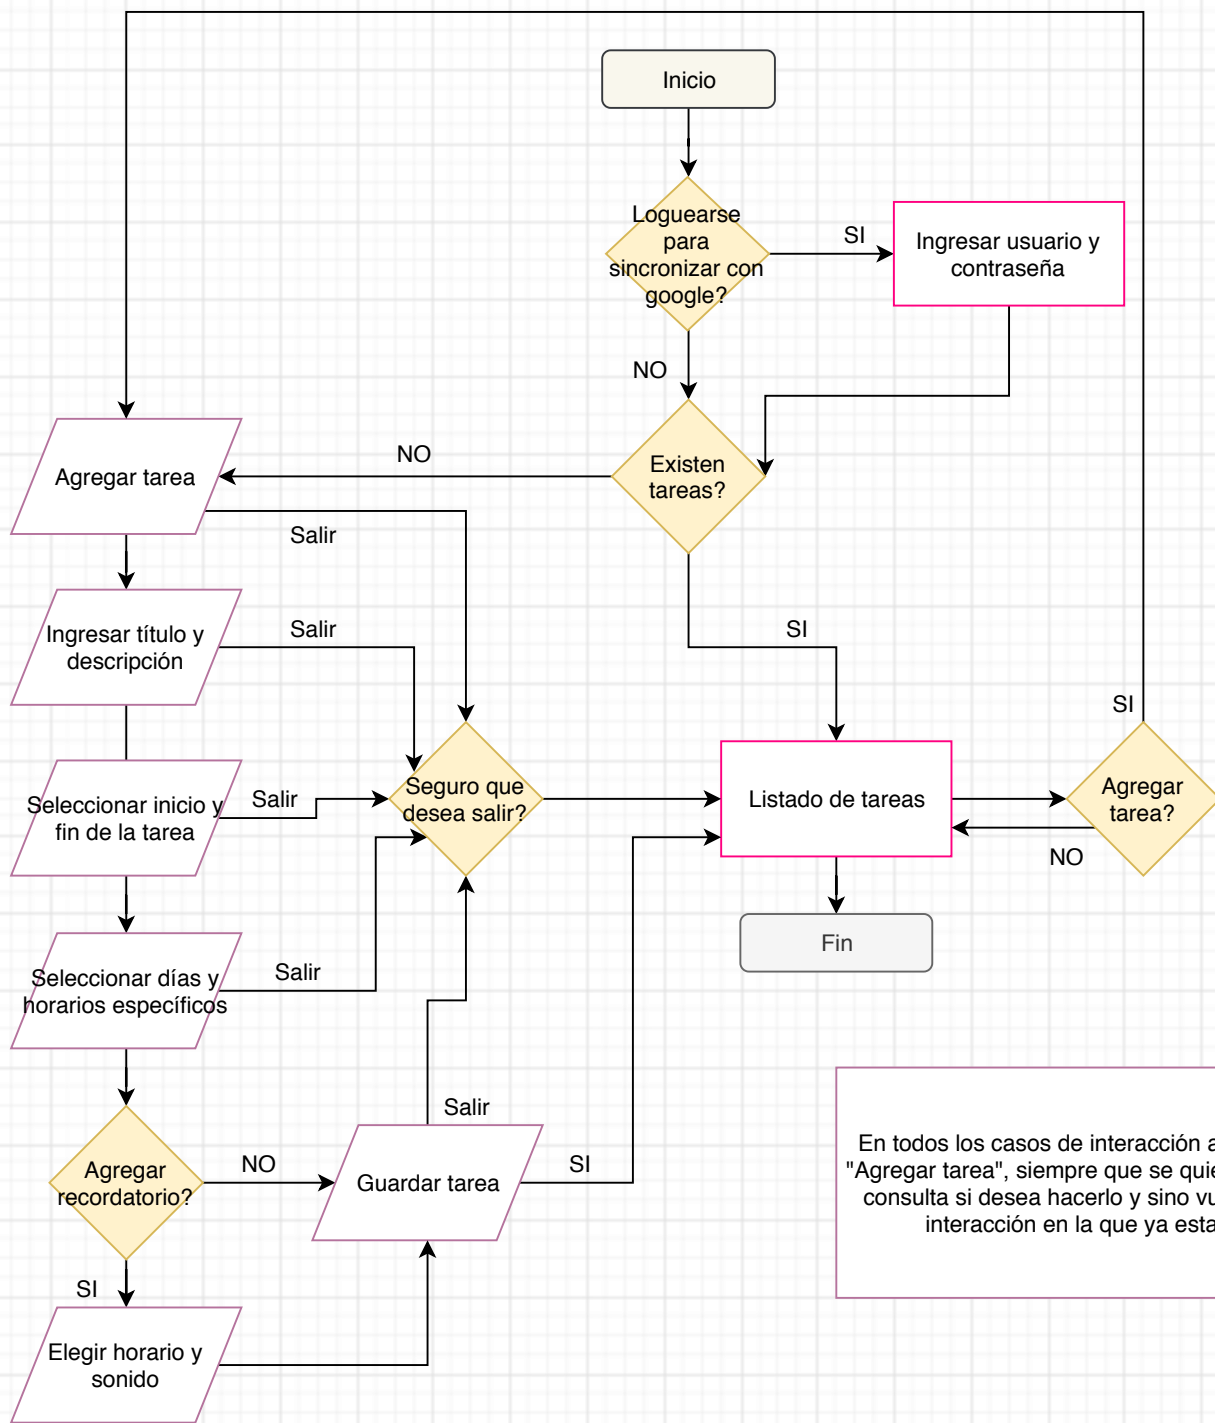 Inicio
Loguearse
para
sincronizar con
google?
SI
Ingresar usuario y
contraseña
NO
Existen
tareas?
NO
Agregar tarea
Salir
Ingresar título y
descripción
Salir
SI
SI
Seleccionar inicio y
fin de la tarea
Salir
Seguro que
desea salir?
Listado de tareas
Agregar
tarea?
NO
Fin
Seleccionar días y
horarios específicos
Salir
Salir
Agregar
recordatorio?
NO
Guardar tarea
SI
En todos los casos de interacción a
"Agregar tarea", siempre que se quie
consulta si desea hacerlo y sino vu
interacción en la que ya esta
SI
Elegir horario y
sonido